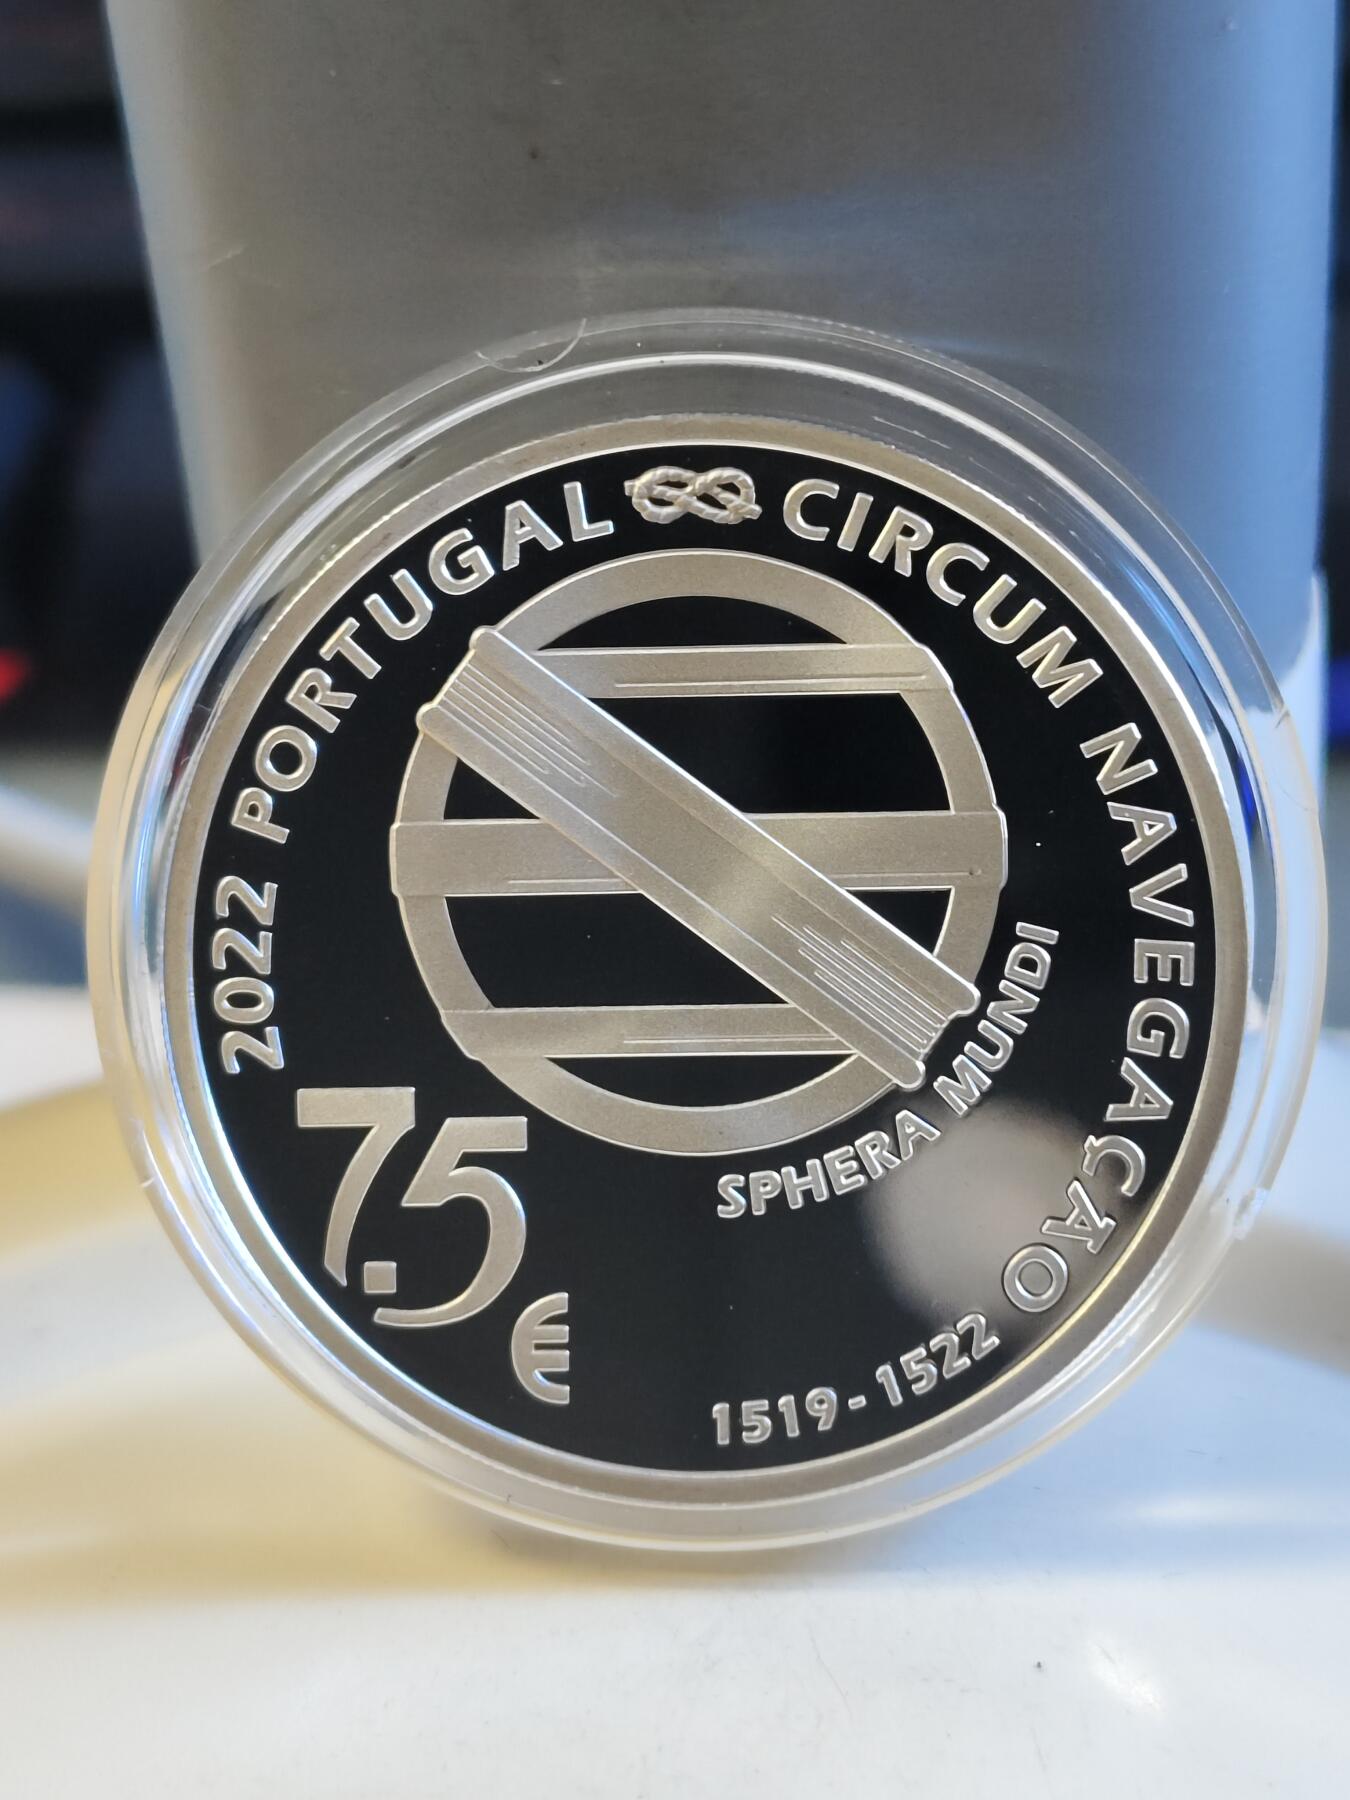 2022 PORTUGAL CIRCUM NAVEGAÇÃO
SPHERA MUNDI
7.5 €
1519-1522